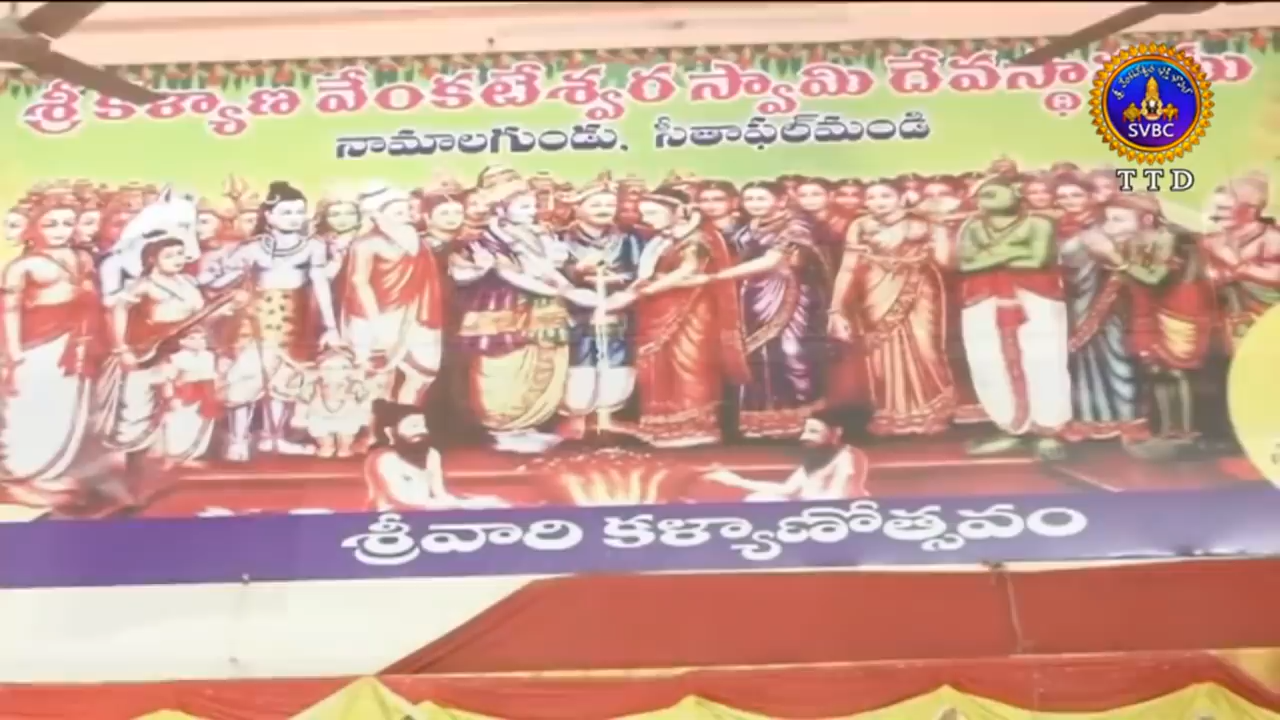 శ్రీ కళ్యాణ వేంకటేశ్వర స్వామి దేవస్థానము
నామాలగుండు, సీతాఫల్‌మండి
SVBC
TTD
శ్రీవారి కళ్యాణోత్సవం